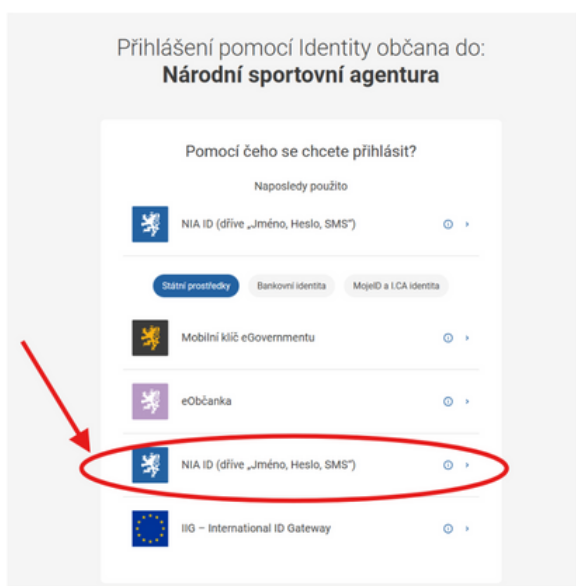 Přihlášení pomocí Identity občana do:
Národní sportovní agentura
Pomocí čeho se chcete přihlásit?
Naposledy použito
NIA ID (dříve „Jméno, Heslo, SMS“)
Státní prostředky Bankovní identita MojeID a I.CA identita
Mobilní klíč eGovernmentu
eObčanka
NIA ID (dříve „Jméno, Heslo, SMS“)
IIG – International ID Gateway